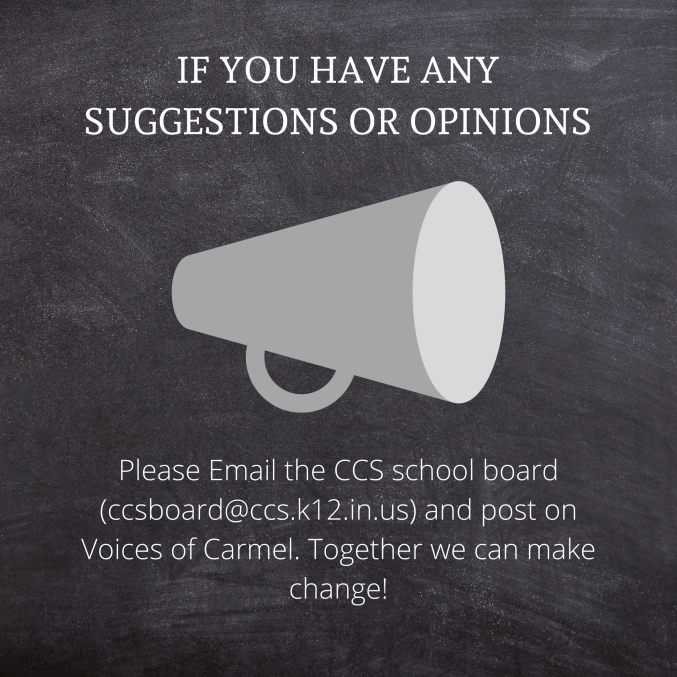 IF YOU HAVE ANY
SUGGESTIONS OR OPINIONS
Please Email the CCS school board
(ccsboard@ccs.k12.in.us) and post on
Voices of Carmel. Together we can make
change!